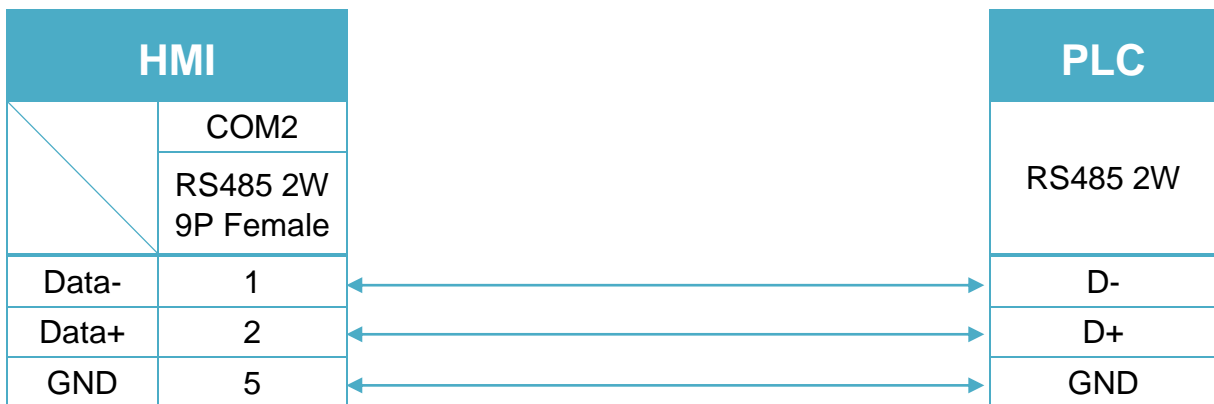 HMI
PLC
COM2
RS485 2W
9P Female
RS485 2W
Data- 1 D-
Data+ 2 D+
GND 5 GND